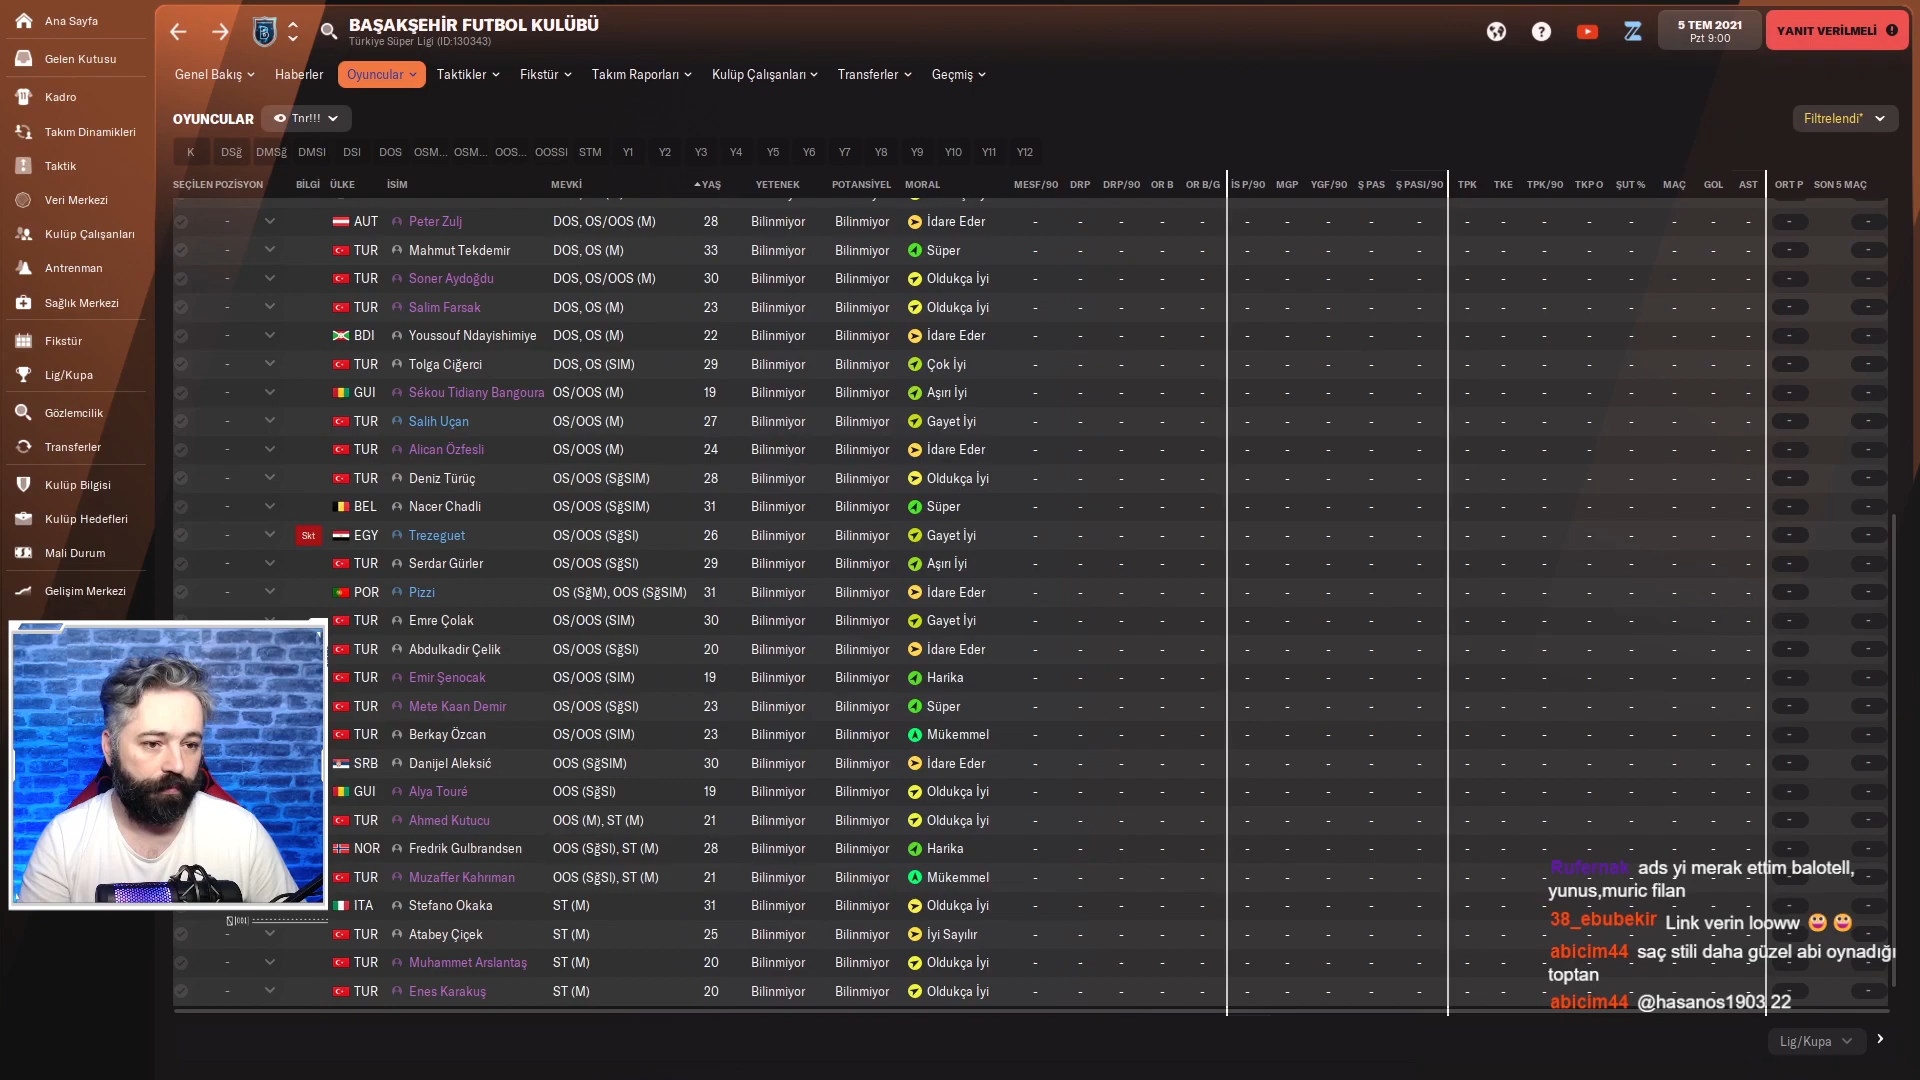 Ana Sayfa
Gelen Kutusu
Kadro
Takım Dinamikleri
Taktik
Veri Merkezi
Kulüp Çalışanları
Antrenman
Sağlık Merkezi
Fikstür
Lig/Kupa
Gözlemcilik
Transferler
Kulüp Bilgisi
Kulüp Hedefleri
Mali Durum
Gelişim Merkezi
BAŞAKŞEHİR FUTBOL KULÜBÜ
Türkiye Süper Ligi (ID:130343)
5 TEM 2021
Pzt 9:00
YANIT VERİLMELİ
Genel Bakış Haberler Oyuncular Taktikler Fikstür Takım Raporları Kulüp Çalışanları Transferler Geçmiş
OYUNCULAR Tnr!!! Filtrelendi*
K DSğ DMSğ DMSl DSl DOS OSM... OSM... OOS... OOSSl STM Y1 Y2 Y3 Y4 Y5 Y6 Y7 Y8 Y9 Y10 Y11 Y12
SEÇİLEN POZİSYON BİLGİ ÜLKE İSİM MEVKİ YAŞ YETENEK POTANSİYEL MORAL MESF/90 DRP DRP/90 OR B OR B/G İS P/90 MGP YGF/90 Ş PAS Ş PASI/90 TPK TKE TPK/90 TKP O ŞUT % MAÇ GOL AST ORT P SON 5 MAÇ
- AUT Peter Zulj DOS, OS/OOS (M) 28 Bilinmiyor Bilinmiyor İdare Eder - - - - - - - - - - - - - - - - - - - -
- TUR Mahmut Tekdemir DOS, OS (M) 33 Bilinmiyor Bilinmiyor Süper - - - - - - - - - - - - - - - - - - - -
- TUR Soner Aydoğdu DOS, OS/OOS (M) 30 Bilinmiyor Bilinmiyor Oldukça İyi - - - - - - - - - - - - - - - - - - - -
- TUR Salim Farsak DOS, OS (M) 23 Bilinmiyor Bilinmiyor Oldukça İyi - - - - - - - - - - - - - - - - - - - -
- BDI Youssouf Ndayishimiye DOS, OS (M) 22 Bilinmiyor Bilinmiyor İdare Eder - - - - - - - - - - - - - - - - - - - -
- TUR Tolga Ciğerci DOS, OS (SlM) 29 Bilinmiyor Bilinmiyor Çok İyi - - - - - - - - - - - - - - - - - - - -
- GUI Sékou Tidiany Bangoura OS/OOS (M) 19 Bilinmiyor Bilinmiyor Aşırı İyi - - - - - - - - - - - - - - - - - - - -
- TUR Salih Uçan OS/OOS (M) 27 Bilinmiyor Bilinmiyor Gayet İyi - - - - - - - - - - - - - - - - - - - -
- TUR Alican Özfesli OS/OOS (M) 24 Bilinmiyor Bilinmiyor İdare Eder - - - - - - - - - - - - - - - - - - - -
- TUR Deniz Türüç OS/OOS (SğSlM) 28 Bilinmiyor Bilinmiyor Oldukça İyi - - - - - - - - - - - - - - - - - - - -
- BEL Nacer Chadli OS/OOS (SğSlM) 31 Bilinmiyor Bilinmiyor Süper - - - - - - - - - - - - - - - - - - - -
- Skt EGY Trezeguet OS/OOS (SğSl) 26 Bilinmiyor Bilinmiyor Gayet İyi - - - - - - - - - - - - - - - - - - - -
- TUR Serdar Gürler OS/OOS (SğSl) 29 Bilinmiyor Bilinmiyor Aşırı İyi - - - - - - - - - - - - - - - - - - - -
- POR Pizzi OS (SğM), OOS (SğSlM) 31 Bilinmiyor Bilinmiyor İdare Eder - - - - - - - - - - - - - - - - - - - -
TUR Emre Çolak OS/OOS (SlM) 30 Bilinmiyor Bilinmiyor Gayet İyi - - - - - - - - - - - - - - - - - - - -
TUR Abdulkadir Çelik OS/OOS (SğSl) 20 Bilinmiyor Bilinmiyor İdare Eder - - - - - - - - - - - - - - - - - - - -
TUR Emir Şenocak OS/OOS (SlM) 19 Bilinmiyor Bilinmiyor Harika - - - - - - - - - - - - - - - - - - - -
TUR Mete Kaan Demir OS/OOS (SğSl) 23 Bilinmiyor Bilinmiyor Süper - - - - - - - - - - - - - - - - - - - -
TUR Berkay Özcan OS/OOS (SlM) 23 Bilinmiyor Bilinmiyor Mükemmel - - - - - - - - - - - - - - - - - - - -
SRB Danijel Aleksić OOS (SğSlM) 30 Bilinmiyor Bilinmiyor İdare Eder - - - - - - - - - - - - - - - - - - - -
GUI Alya Touré OOS (SğSl) 19 Bilinmiyor Bilinmiyor Oldukça İyi - - - - - - - - - - - - - - - - - - - -
TUR Ahmed Kutucu OOS (M), ST (M) 21 Bilinmiyor Bilinmiyor Oldukça İyi - - - - - - - - - - - - - - - - - - - -
NOR Fredrik Gulbrandsen OOS (SğSl), ST (M) 28 Bilinmiyor Bilinmiyor Harika - - - - - - - - - - - - - - - - - - - -
TUR Muzaffer Kahrıman OOS (SğSl), ST (M) 21 Bilinmiyor Bilinmiyor Mükemmel
ITA Stefano Okaka ST (M) 31 Bilinmiyor Bilinmiyor Oldukça İyi
- TUR Atabey Çiçek ST (M) 25 Bilinmiyor Bilinmiyor İyi Sayılır
- TUR Muhammet Arslantaş ST (M) 20 Bilinmiyor Bilinmiyor Oldukça İyi
- TUR Enes Karakuş ST (M) 20 Bilinmiyor Bilinmiyor Oldukça İyi
Rufernak ads yi merak ettim balotell,
yunus,muric filan
38_ebubekir Link verin looww 😀😀
abicim44 saç stili daha güzel abi oynadığı
toptan
abicim44 @hasanos1903 22
Lig/Kupa